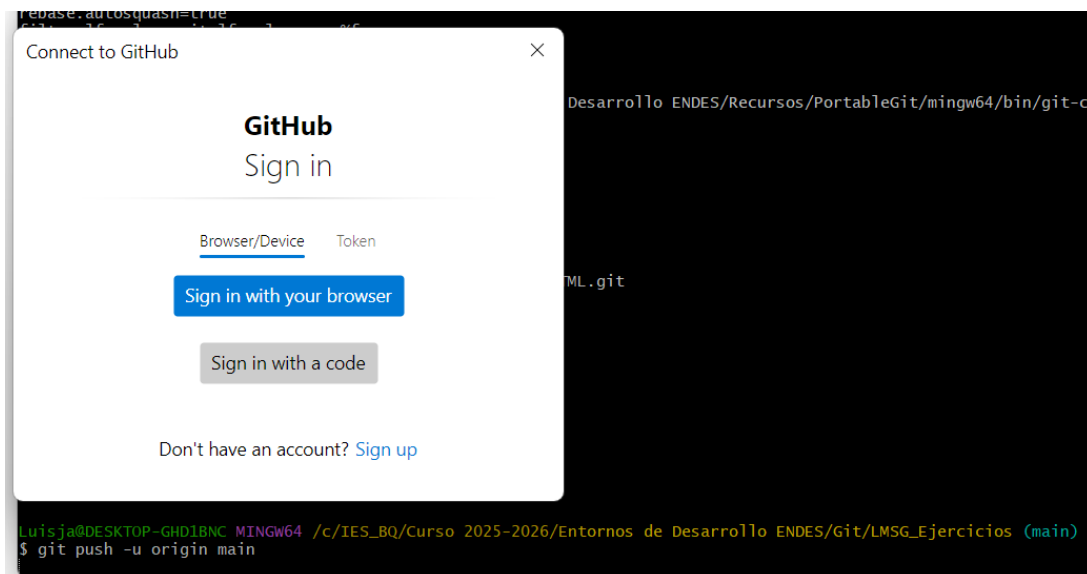 rebase.autosquash=true
Connect to GitHub
Desarrollo ENDES/Recursos/PortableGit/mingw64/bin/git-c
GitHub
Sign in
Browser/Device Token
ML.git
Sign in with your browser
Sign in with a code
Don't have an account? Sign up
Luisja@DESKTOP-GHD1BNC MINGW64 /c/IES_BQ/Curso 2025-2026/Entornos de Desarrollo ENDES/Git/LMSG_Ejercicios (main)
$ git push -u origin main